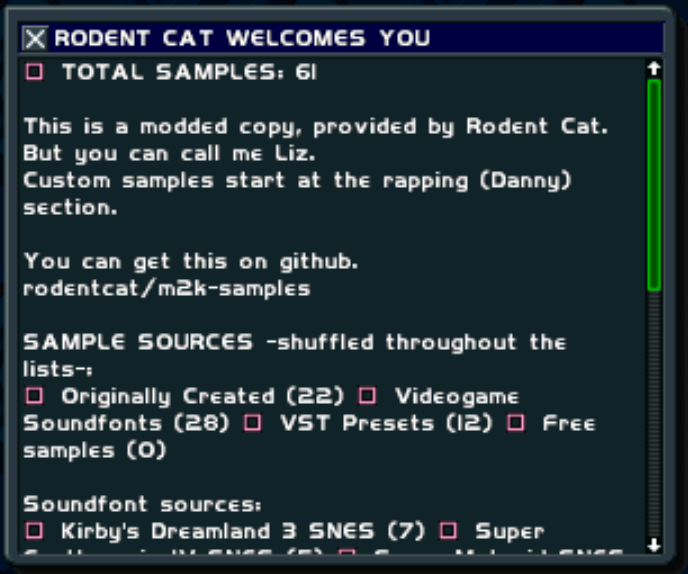 RODENT CAT WELCOMES YOU
TOTAL SAMPLES: 61
This is a modded copy, provided by Rodent Cat.
But you can call me Liz.
Custom samples start at the rapping (Danny)
section.
You can get this on github.
rodentcat/m2k-samples
SAMPLE SOURCES -shuffled throughout the
lists-:
Originally Created (22) Videogame
Soundfonts (28) VST Presets (12) Free
samples (0)
Soundfont sources:
Kirby's Dreamland 3 SNES (7) Super